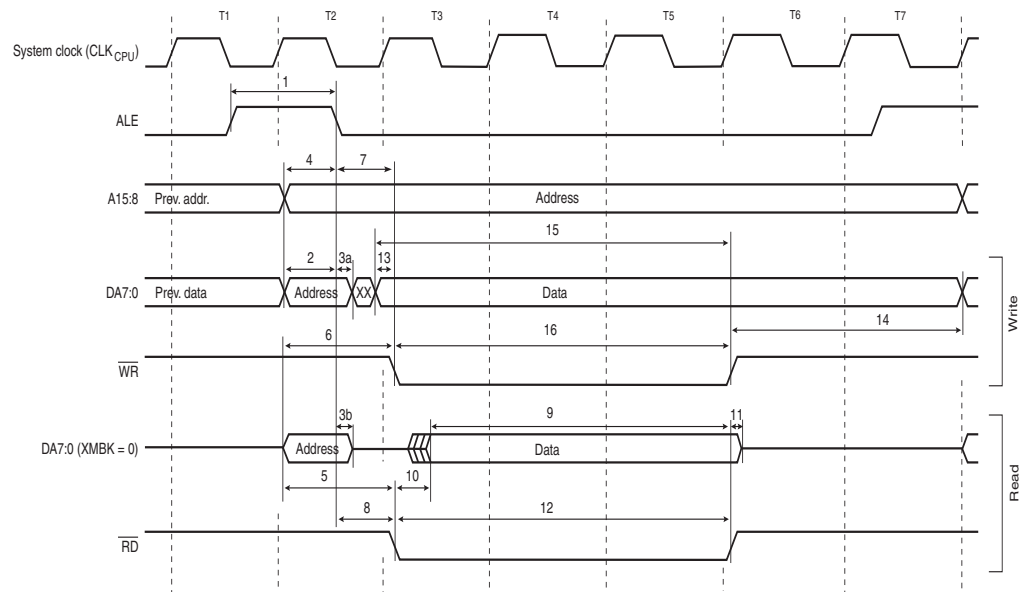 T1 T2 T3 T4 T5 T6 T7
System clock (CLKCPU)
1
ALE
4 7
A15:8 Prev. addr. Address
15
2 3a 13
DA7:0 Prev. data Address XX Data
14
6 16
WR
Write
3b 9 11
DA7:0 (XMBK = 0) Address Data
5 10
8 12
RD
Read